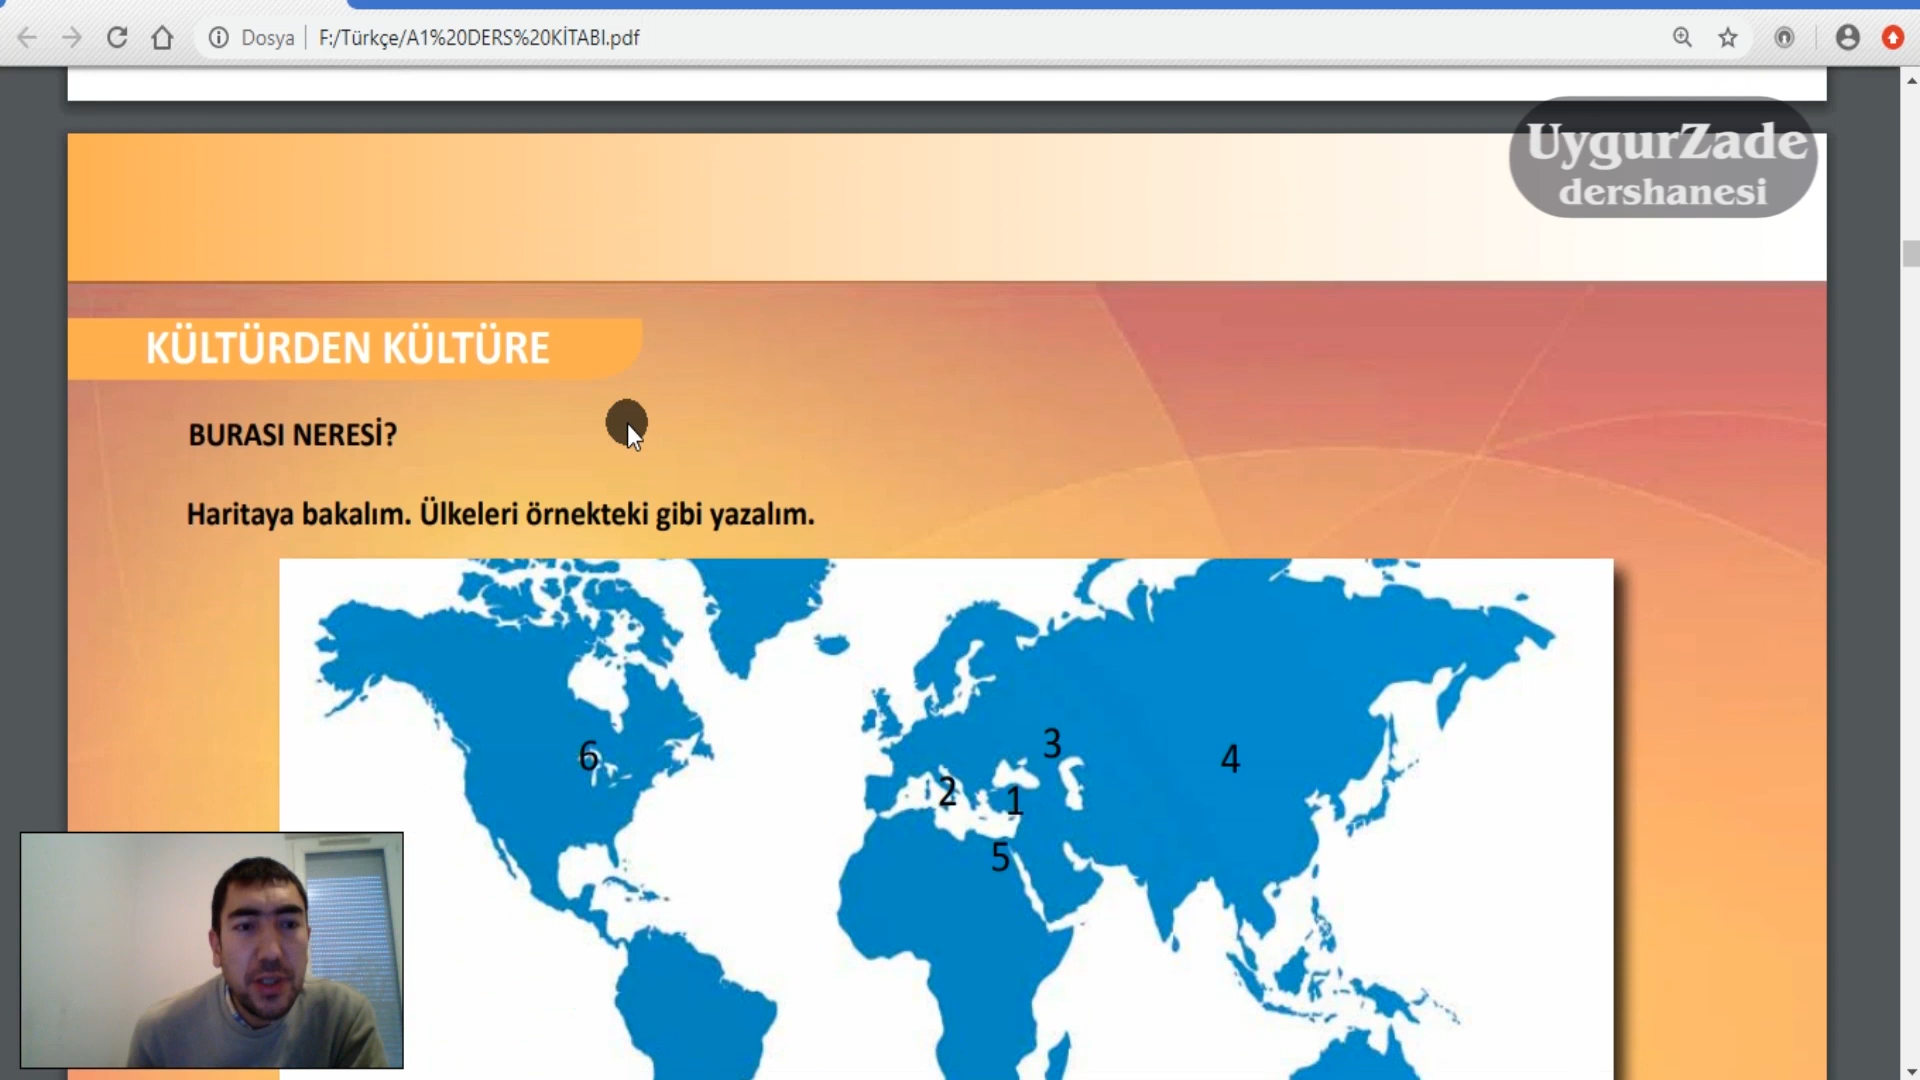 Dosya F:/Türkçe/A1%20DERS%20KİTABI.pdf
UygurZade
dershanesi
KÜLTÜRDEN KÜLTÜRE
BURASI NERESİ?
Haritaya bakalım. Ülkeleri örnekteki gibi yazalım.
3
6
4
2
1
5